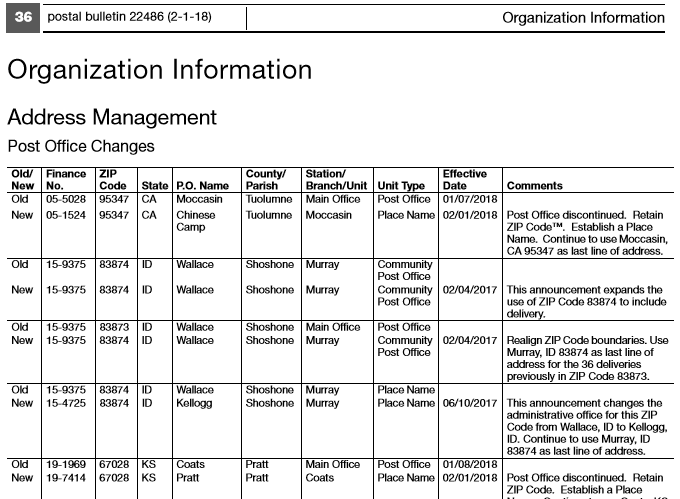 36 postal bulletin 22486 (2-1-18) Organization Information
Organization Information
Address Management
Post Office Changes
Old/ Finance ZIP County/ Station/ Effective
New No. Code State P.O. Name Parish Branch/Unit Unit Type Date Comments
Old 05-5028 95347 CA Moccasin Tuolumne Main Office Post Office 01/07/2018
New 05-1524 95347 CA Chinese Tuolumne Moccasin Place Name 02/01/2018 Post Office discontinued. Retain
Camp ZIP Code™. Establish a Place
Name. Continue to use Moccasin,
CA 95347 as last line of address.
Old 15-9375 83874 ID Wallace Shoshone Murray Community
Post Office
New 15-9375 83874 ID Wallace Shoshone Murray Community 02/04/2017 This announcement expands the
Post Office use of ZIP Code 83874 to include
delivery.
Old 15-9375 83873 ID Wallace Shoshone Main Office Post Office
New 15-9375 83874 ID Wallace Shoshone Murray Community 02/04/2017 Realign ZIP Code boundaries. Use
Post Office Murray, ID 83874 as last line of
address for the 36 deliveries
previously in ZIP Code 83873.
Old 15-9375 83874 ID Wallace Shoshone Murray Place Name
New 15-4725 83874 ID Kellogg Shoshone Murray Place Name 06/10/2017 This announcement changes the
administrative office for this ZIP
Code from Wallace, ID to Kellogg,
ID. Continue to use Murray, ID
83874 as last line of address.
Old 19-1969 67028 KS Coats Pratt Main Office Post Office 01/08/2018
New 19-7414 67028 KS Pratt Pratt Coats Place Name 02/01/2018 Post Office discontinued. Retain
ZIP Code. Establish a Place